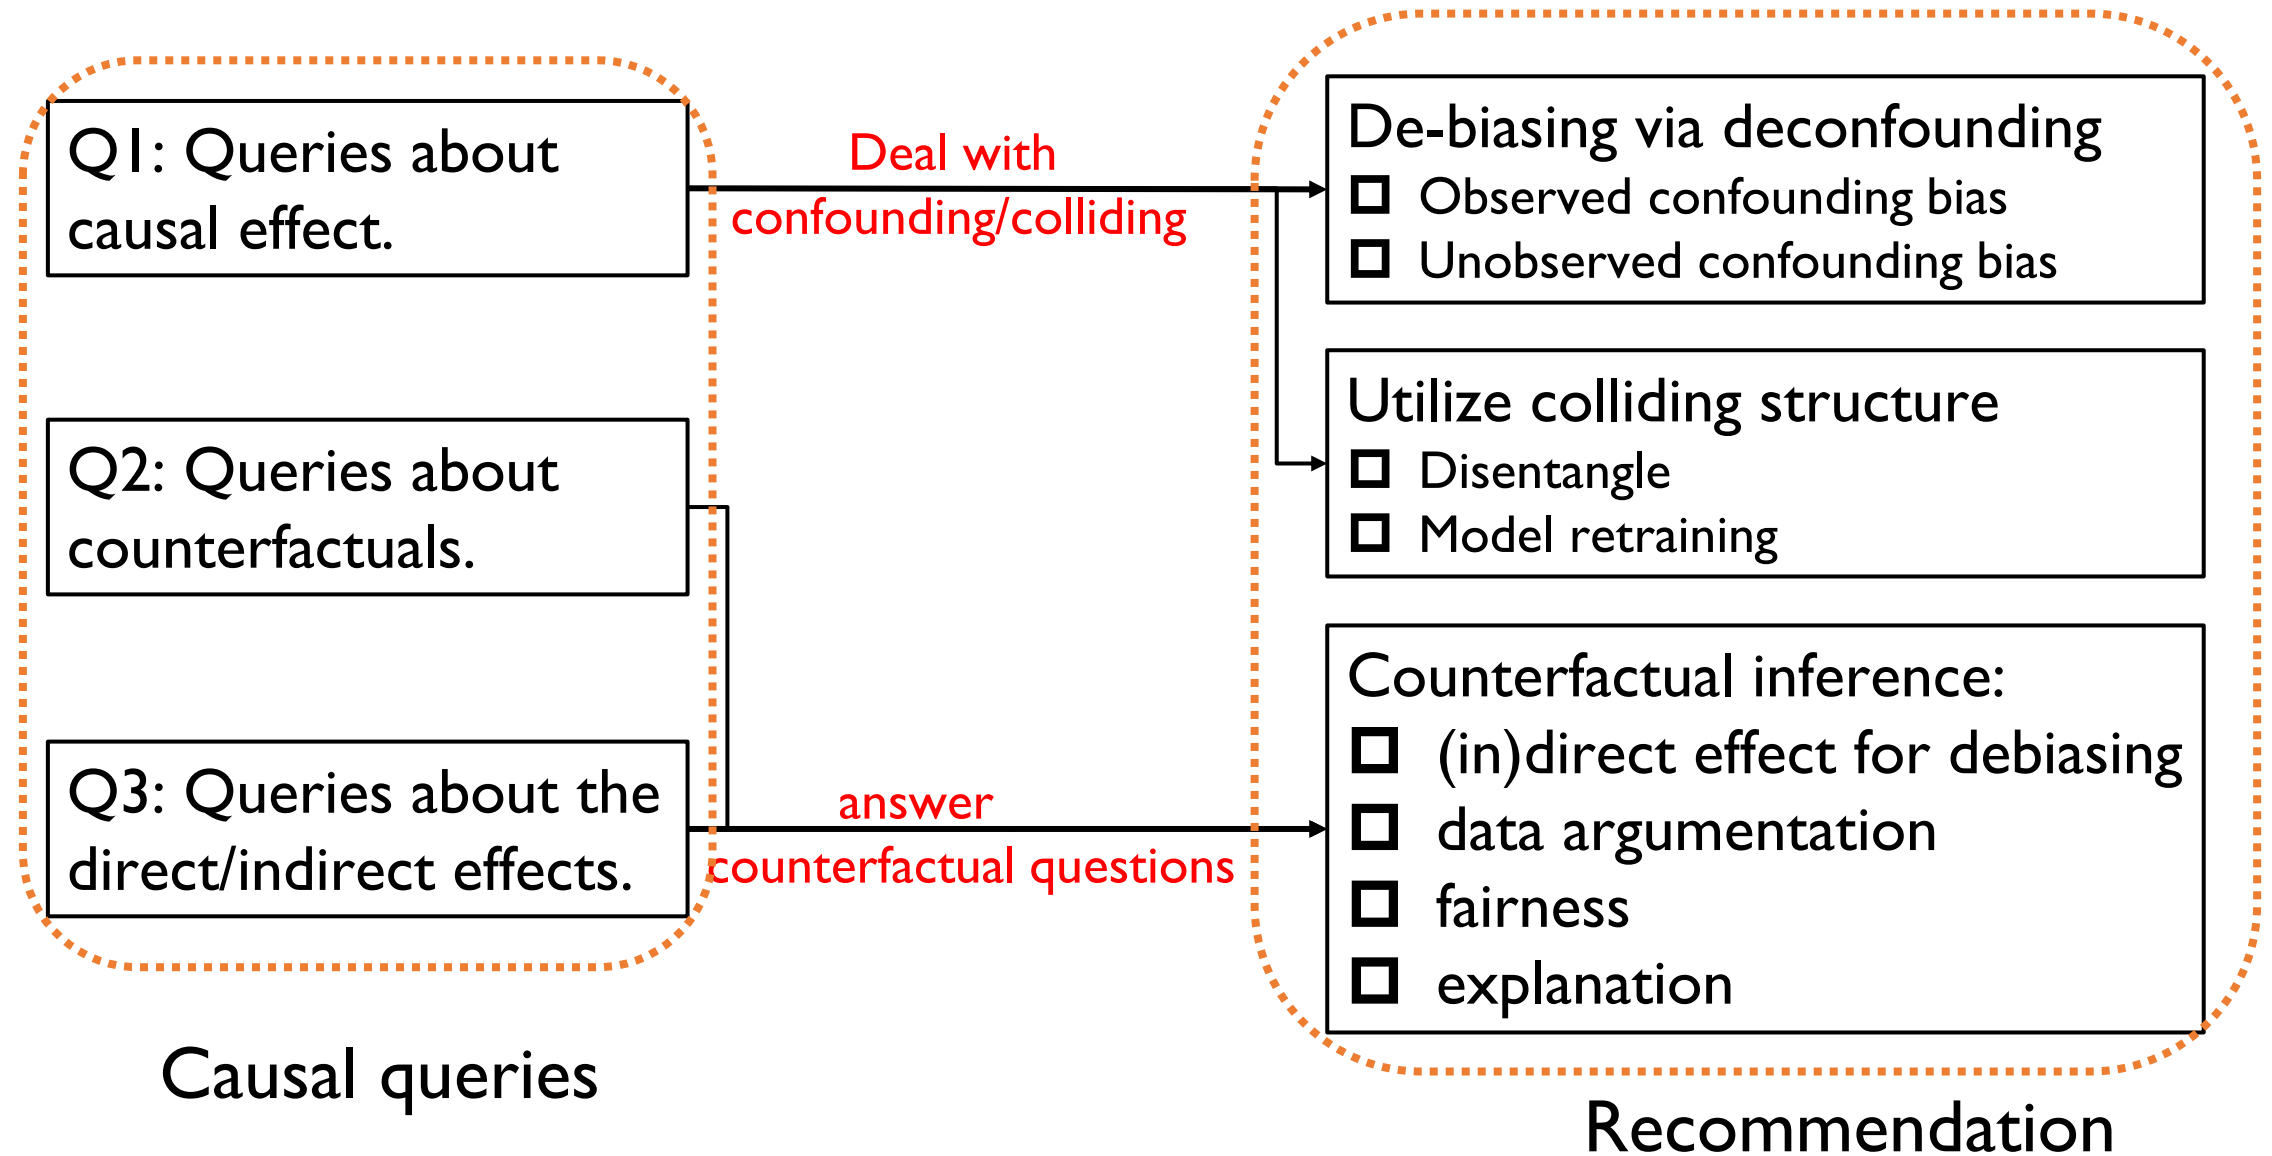 Q1: Queries about
causal effect.
Q2: Queries about
counterfactuals.
Q3: Queries about the
direct/indirect effects.
Causal queries
Deal with
confounding/colliding
answer
counterfactual questions
De-biasing via deconfounding
Observed confounding bias
Unobserved confounding bias
Utilize colliding structure
Disentangle
Model retraining
Counterfactual inference:
(in)direct effect for debiasing
data argumentation
fairness
explanation
Recommendation